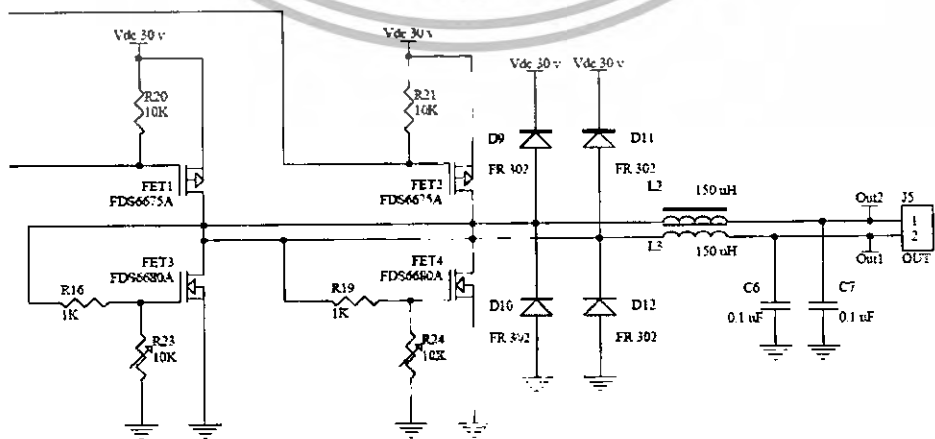 Vdc 30 v
Vdc 30 v
Vdc 30 v
Vdc 30 v
R20
10K
R21
10K
D9
D11
FR 302
FR 302
FET1
FDS6675A
FET2
FDS6675A
L2
150 uH
Out2
J5
1
2
OUT
Out1
L3
150 uH
FET3
FDS6680A
FET4
FDS6680A
R16
1K
R19
1K
D10
D12
C6
C7
0.1 uF
0.1 uF
R23
10K
R24
10K
FR 302
FR 302